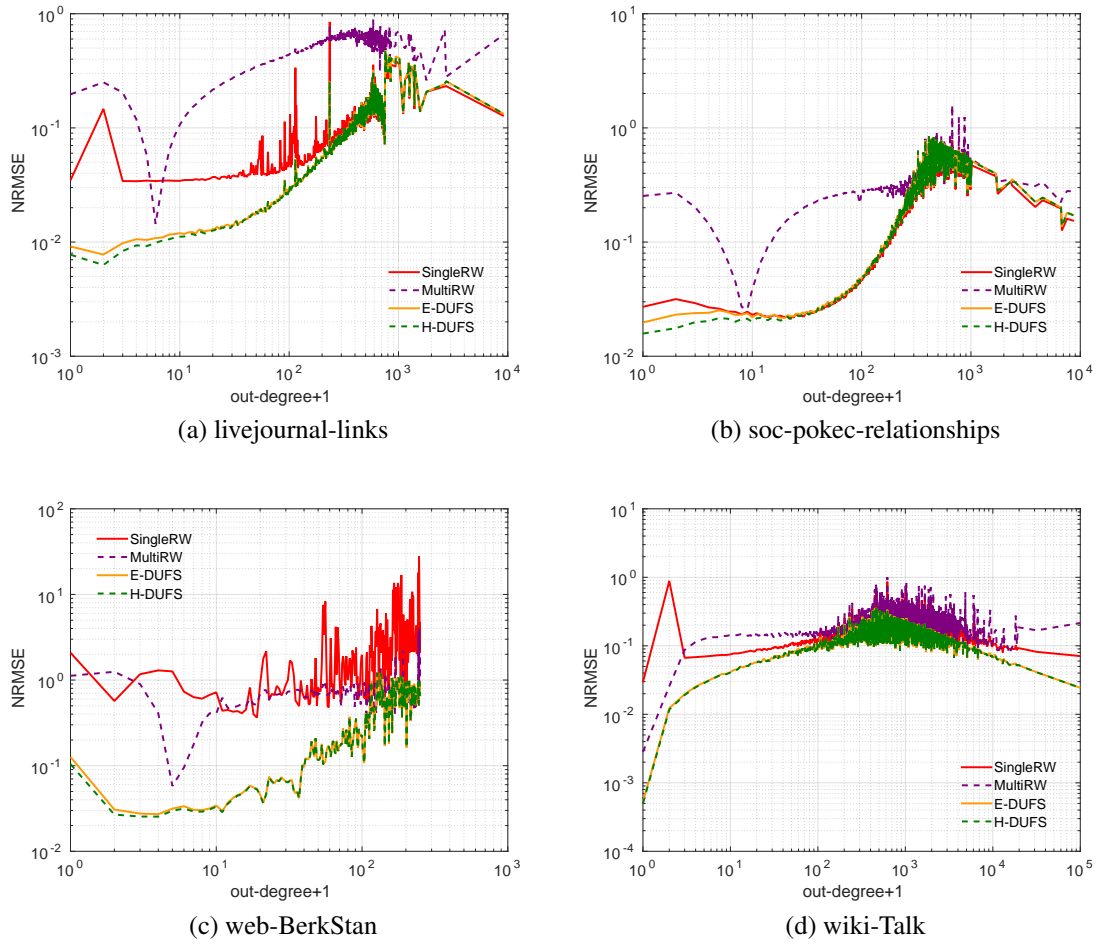 10^0
10^-1
10^-2
10^-3
NRMSE
SingleRW
MultiRW
E-DUFS
H-DUFS
10^0 10^1 10^2 10^3 10^4
out-degree+1
(a) livejournal-links
10^1
10^0
10^-1
10^-2
NRMSE
SingleRW
MultiRW
E-DUFS
H-DUFS
10^0 10^1 10^2 10^3 10^4
out-degree+1
(b) soc-pokec-relationships
10^2
10^1
10^0
10^-1
10^-2
NRMSE
SingleRW
MultiRW
E-DUFS
H-DUFS
10^0 10^1 10^2 10^3
out-degree+1
(c) web-BerkStan
10^1
10^0
10^-1
10^-2
10^-3
10^-4
NRMSE
SingleRW
MultiRW
E-DUFS
H-DUFS
10^0 10^1 10^2 10^3 10^4 10^5
out-degree+1
(d) wiki-Talk